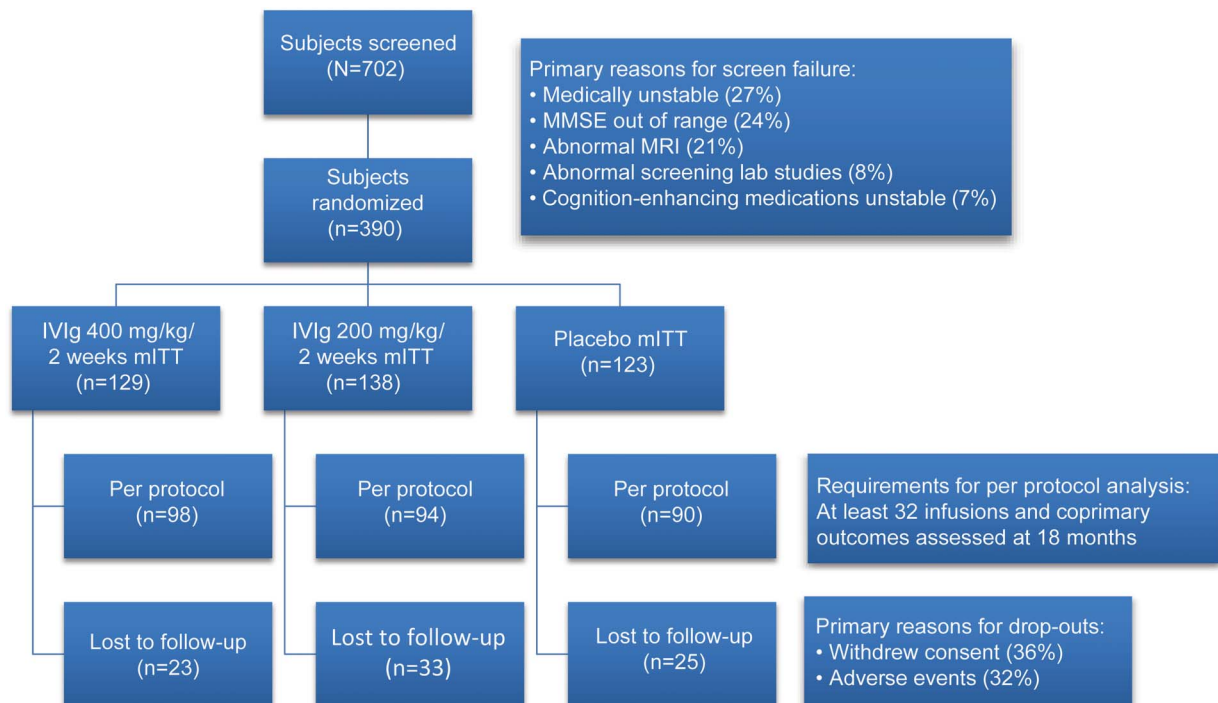 Subjects screened
(N=702)
Primary reasons for screen failure:
• Medically unstable (27%)
• MMSE out of range (24%)
• Abnormal MRI (21%)
• Abnormal screening lab studies (8%)
• Cognition-enhancing medications unstable (7%)
Subjects
randomized
(n=390)
IVIg 400 mg/kg/
2 weeks mITT
(n=129)
IVIg 200 mg/kg/
2 weeks mITT
(n=138)
Placebo mITT
(n=123)
Per protocol
(n=98)
Per protocol
(n=94)
Per protocol
(n=90)
Requirements for per protocol analysis:
At least 32 infusions and coprimary
outcomes assessed at 18 months
Lost to follow-up
(n=23)
Lost to follow-up
(n=33)
Lost to follow-up
(n=25)
Primary reasons for drop-outs:
• Withdrew consent (36%)
• Adverse events (32%)